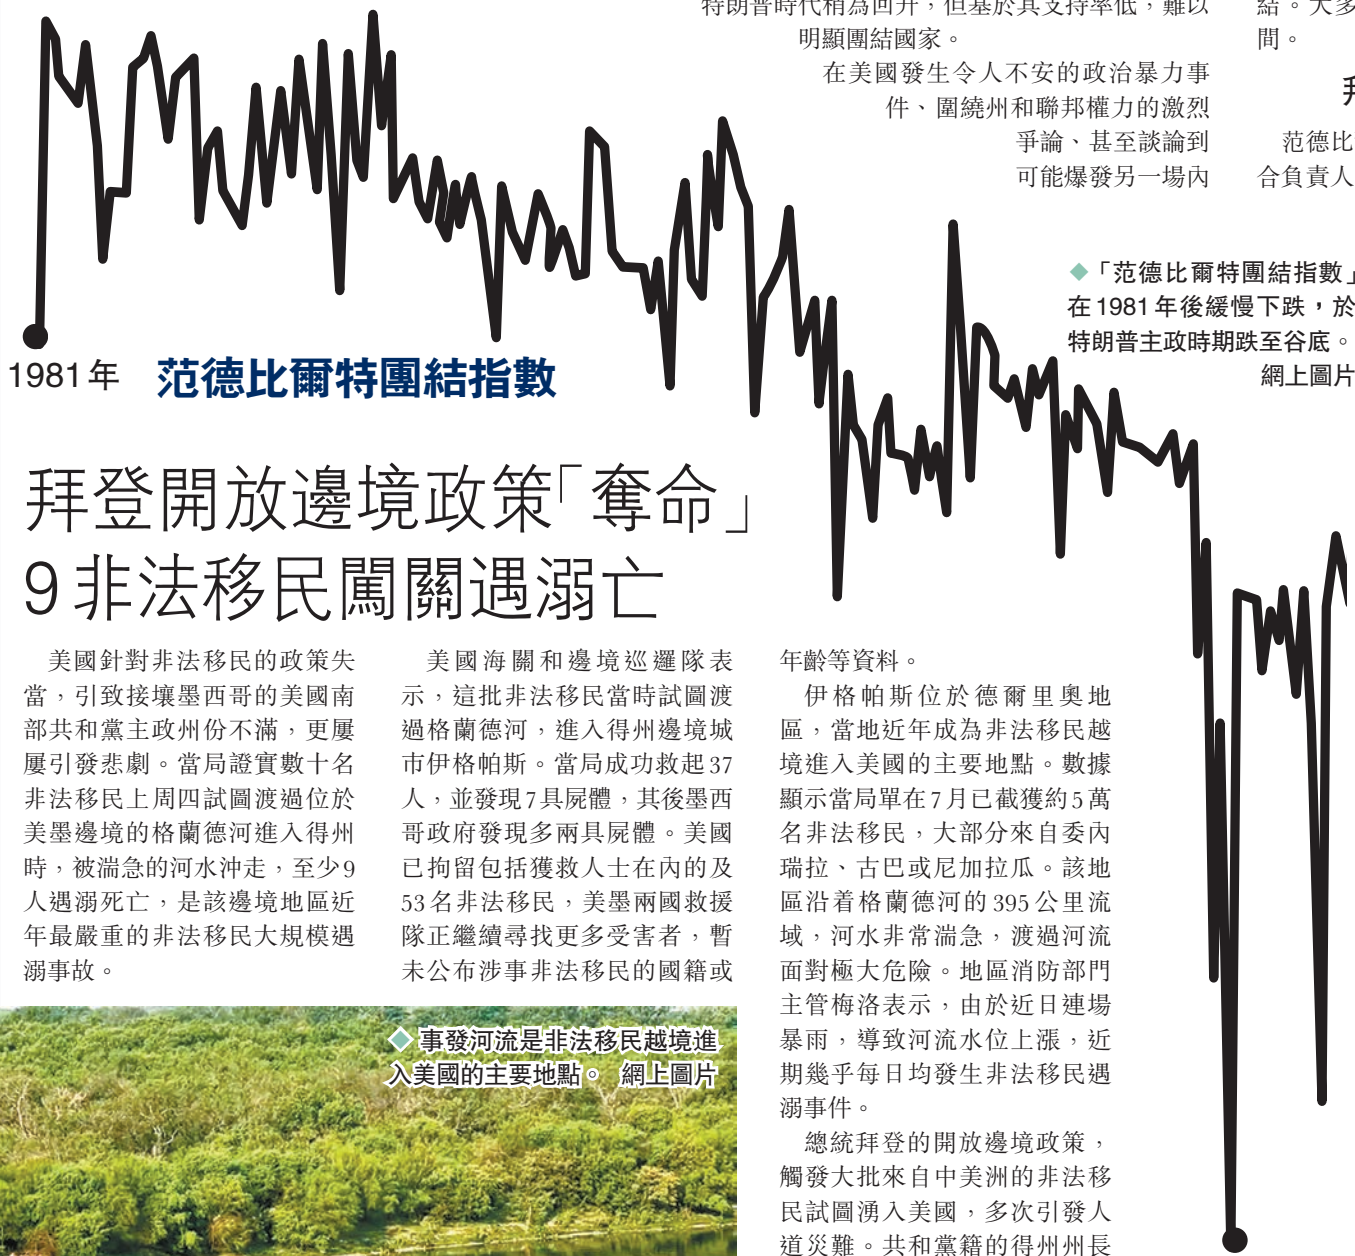 特朗普時代稍為回升，但基於其支持率低，難以
明顯團結國家。
在美國發生令人不安的政治暴力事
件、圍繞州和聯邦權力的激烈
爭論、甚至談論到
可能爆發另一場內
結。大多
間。
范德比
合負責人
◆「范德比爾特團結指數」
在1981年後緩慢下跌，於
特朗普主政時期跌至谷底。
網上圖片
1981年
范德比爾特團結指數
拜登開放邊境政策「奪命」
9非法移民闖關遇溺亡
美國針對非法移民的政策失
當，引致接壤墨西哥的美國南
部共和黨主政州份不滿，更屢
屢引發悲劇。當局證實數十名
非法移民上周四試圖渡過位於
美墨邊境的格蘭德河進入得州
時，被湍急的河水沖走，至少9
人遇溺死亡，是該邊境地區近
年最嚴重的非法移民大規模遇
溺事故。
美國海關和邊境巡邏隊表
示，這批非法移民當時試圖渡
過格蘭德河，進入得州邊境城
市伊格帕斯。當局成功救起37
人，並發現7具屍體，其後墨西
哥政府發現多兩具屍體。美國
已拘留包括獲救人士在內的及
53名非法移民，美墨兩國救援
隊正繼續尋找更多受害者，暫
未公布涉事非法移民的國籍或
年齡等資料。
伊格帕斯位於德爾里奧地
區，當地近年成為非法移民越
境進入美國的主要地點。數據
顯示當局單在7月已截獲約5萬
名非法移民，大部分來自委內
瑞拉、古巴或尼加拉瓜。該地
區沿着格蘭德河的395公里流
域，河水非常湍急，渡過河流
面對極大危險。地區消防部門
主管梅洛表示，由於近日連場
暴雨，導致河流水位上漲，近
期幾乎每日均發生非法移民遇
溺事件。
總統拜登的開放邊境政策，
觸發大批來自中美洲的非法移
民試圖湧入美國，多次引發人
道災難。共和黨籍的得州州長
◆事發河流是非法移民越境進
入美國的主要地點。 網上圖片